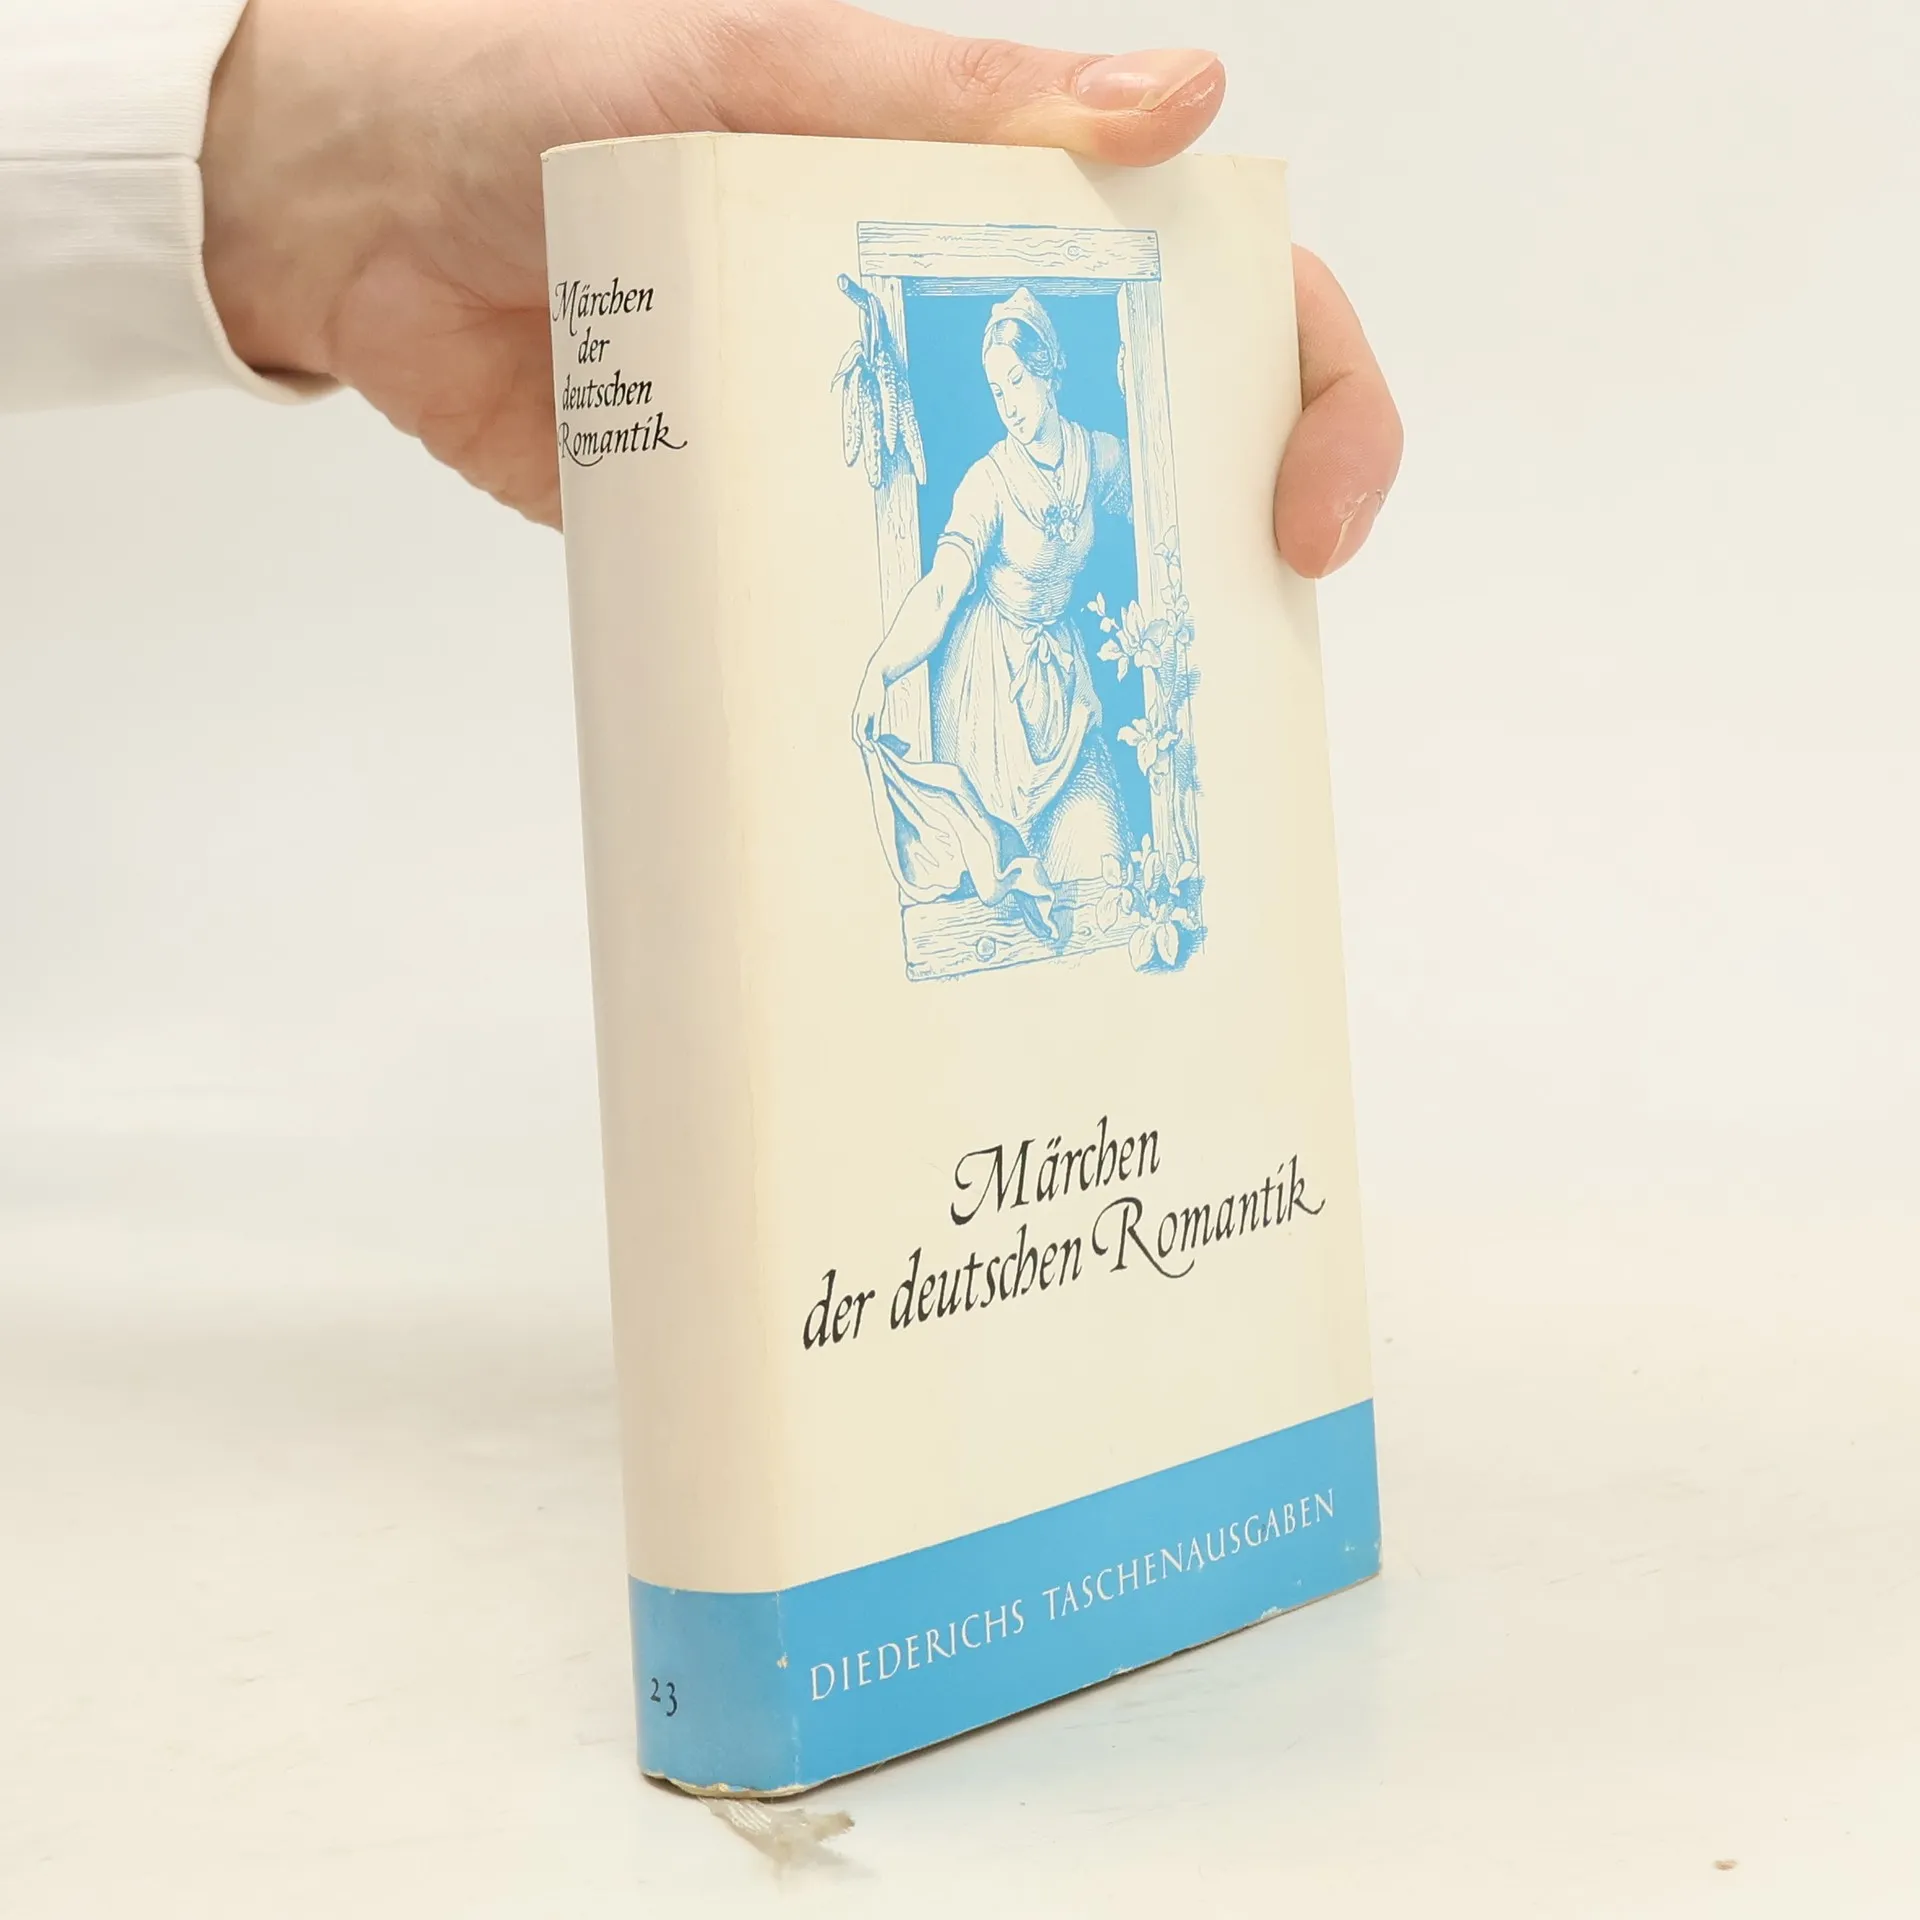 Märchen
der
deutschen
Romantik
23
Märchen
der deutschen Romantik
DIEDERICHS TASCHENAUSGABEN